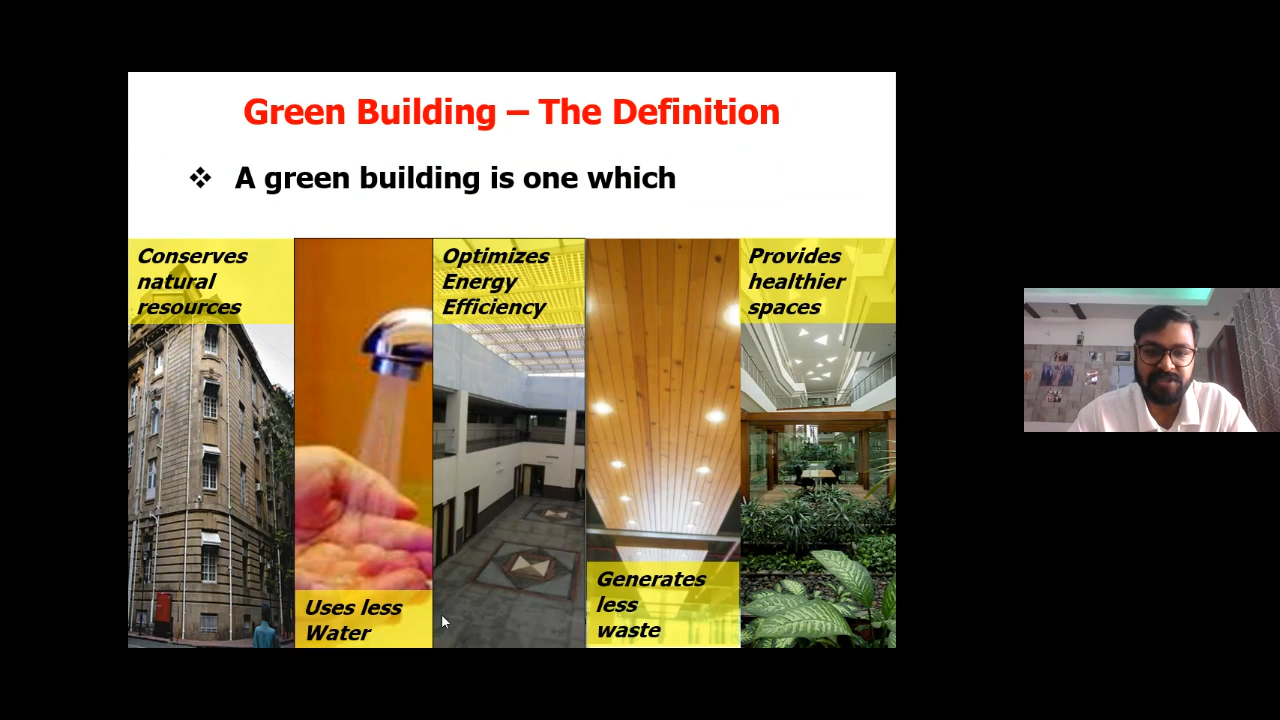 Green Building – The Definition
❖ A green building is one which
Conserves
natural
resources
Uses less
Water
Optimizes
Energy
Efficiency
Generates
less
waste
Provides
healthier
spaces